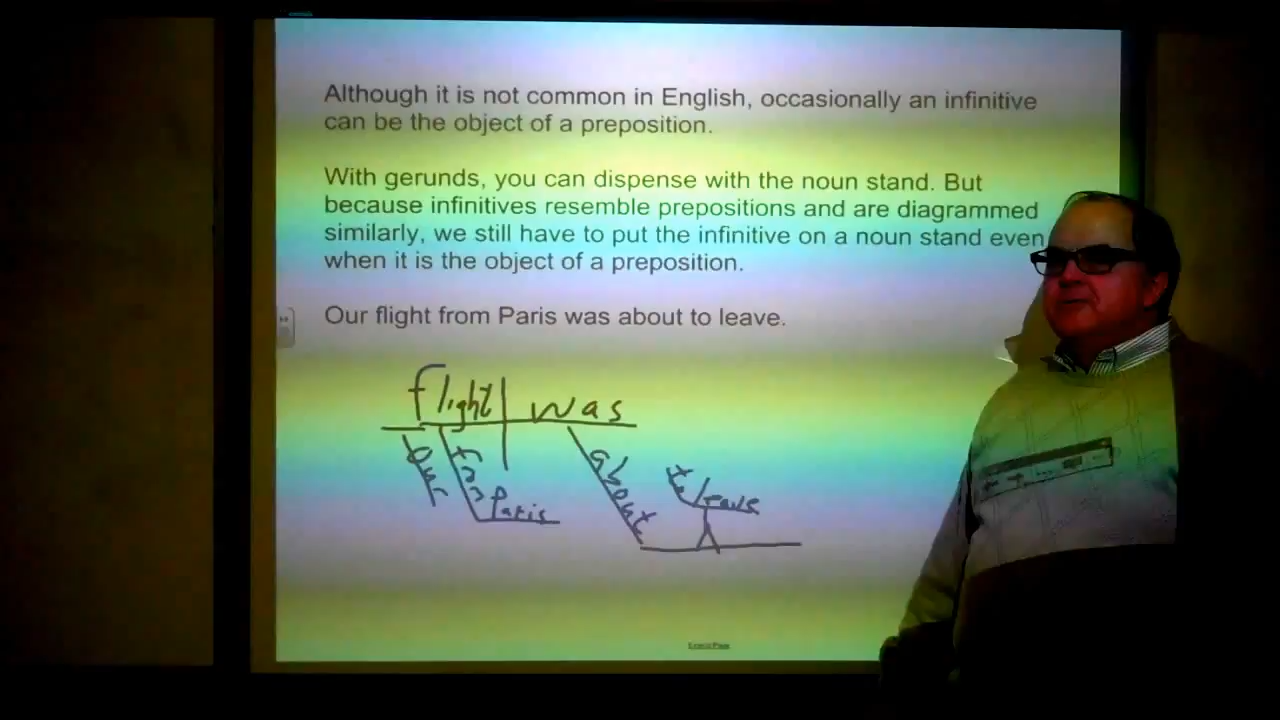 Although it is not common in English, occasionally an infinitive
can be the object of a preposition.
With gerunds, you can dispense with the noun stand. But
because infinitives resemble prepositions and are diagrammed
similarly, we still have to put the infinitive on a noun stand even
when it is the object of a preposition.
Our flight from Paris was about to leave.
flight was
Our from about to leave
Paris